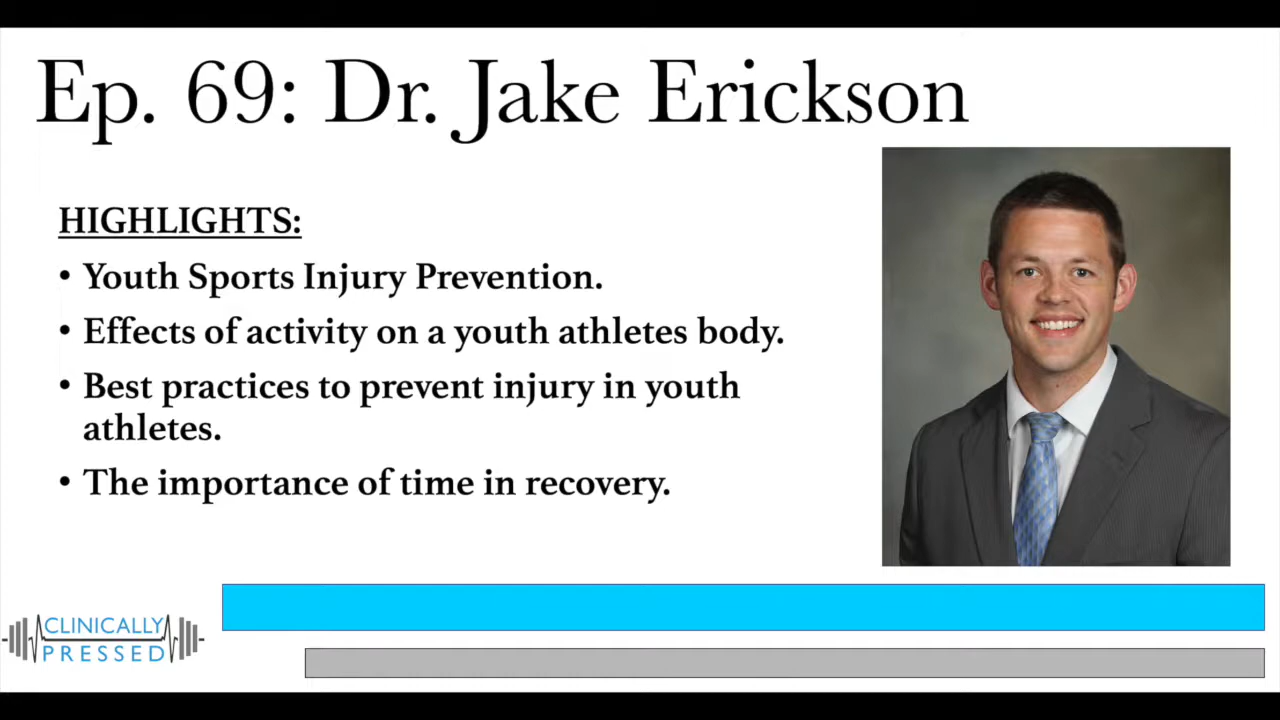 Ep. 69: Dr. Jake Erickson
HIGHLIGHTS:
• Youth Sports Injury Prevention.
• Effects of activity on a youth athletes body.
• Best practices to prevent injury in youth
athletes.
• The importance of time in recovery.
CLINICALLY
PRESSED